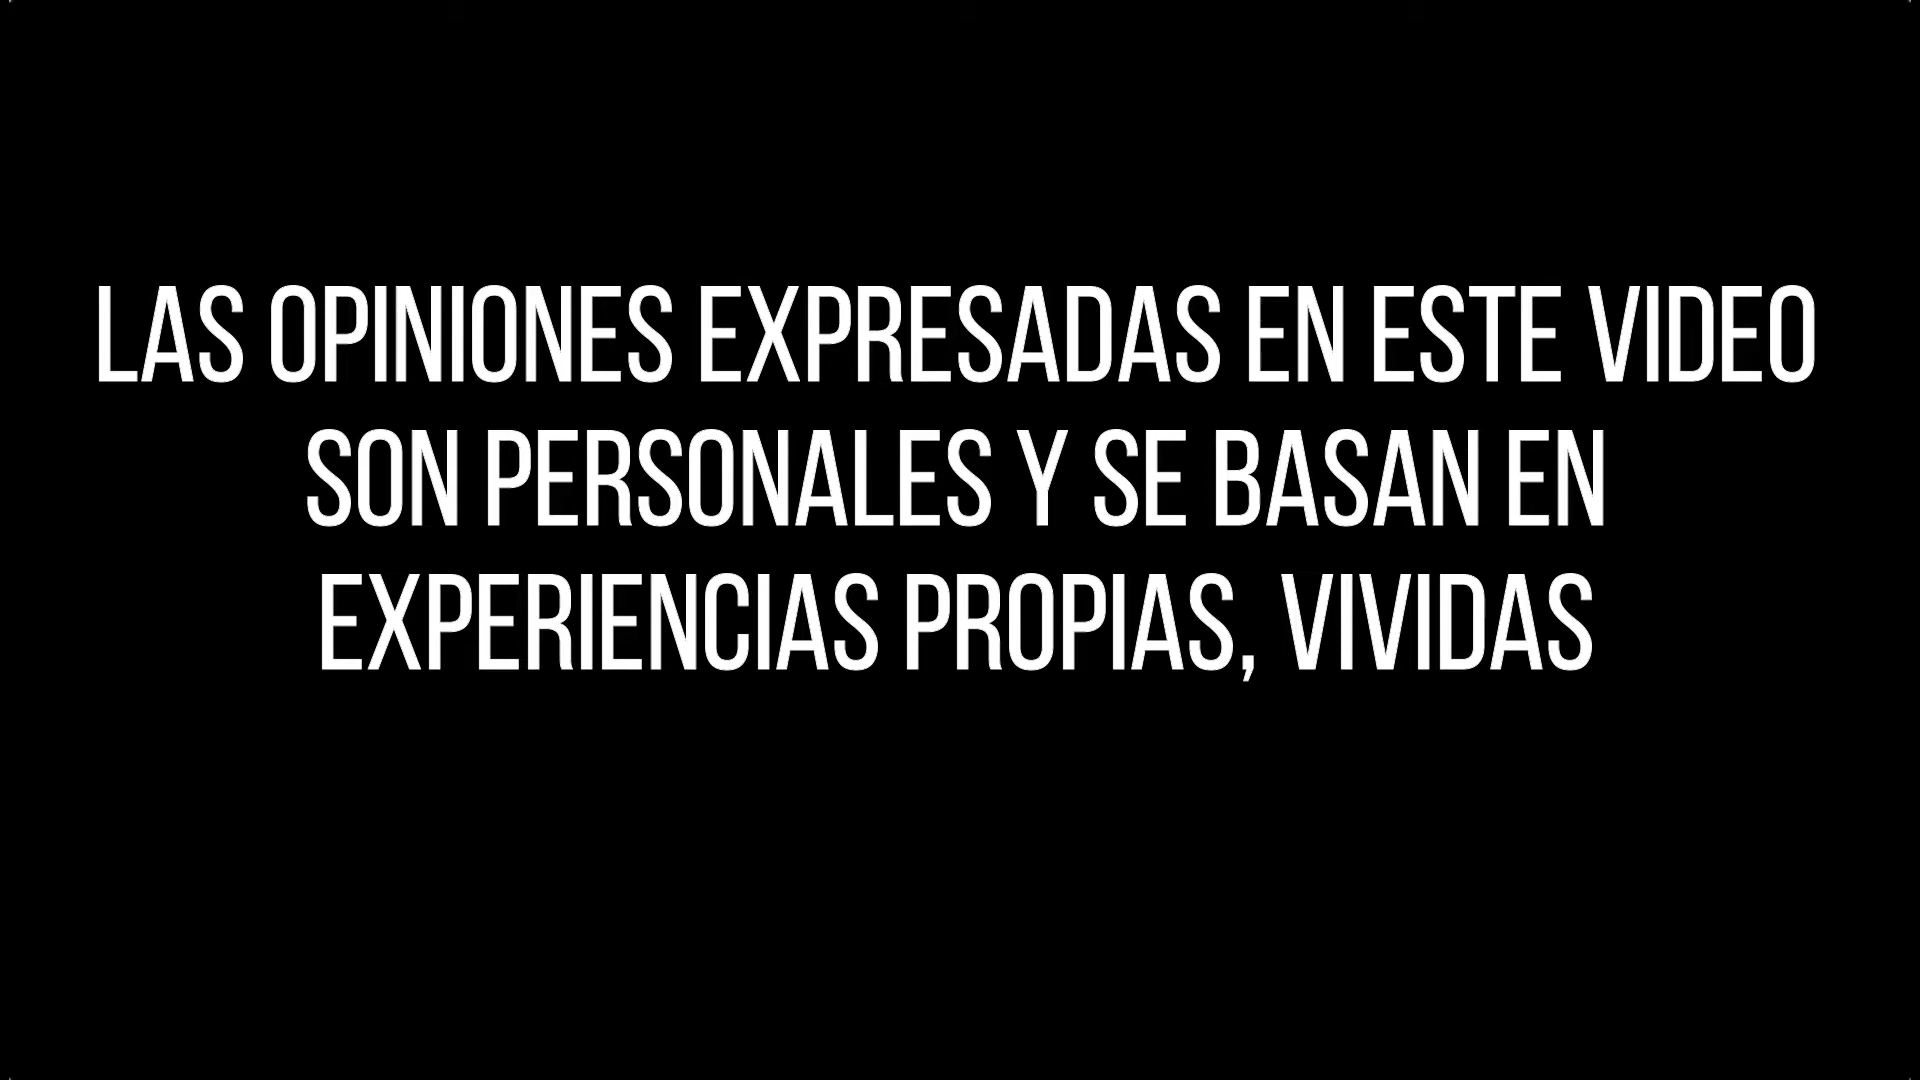 LAS OPINIONES EXPRESADAS EN ESTE VIDEO
SON PERSONALES Y SE BASAN EN
EXPERIENCIAS PROPIAS, VIVIDAS